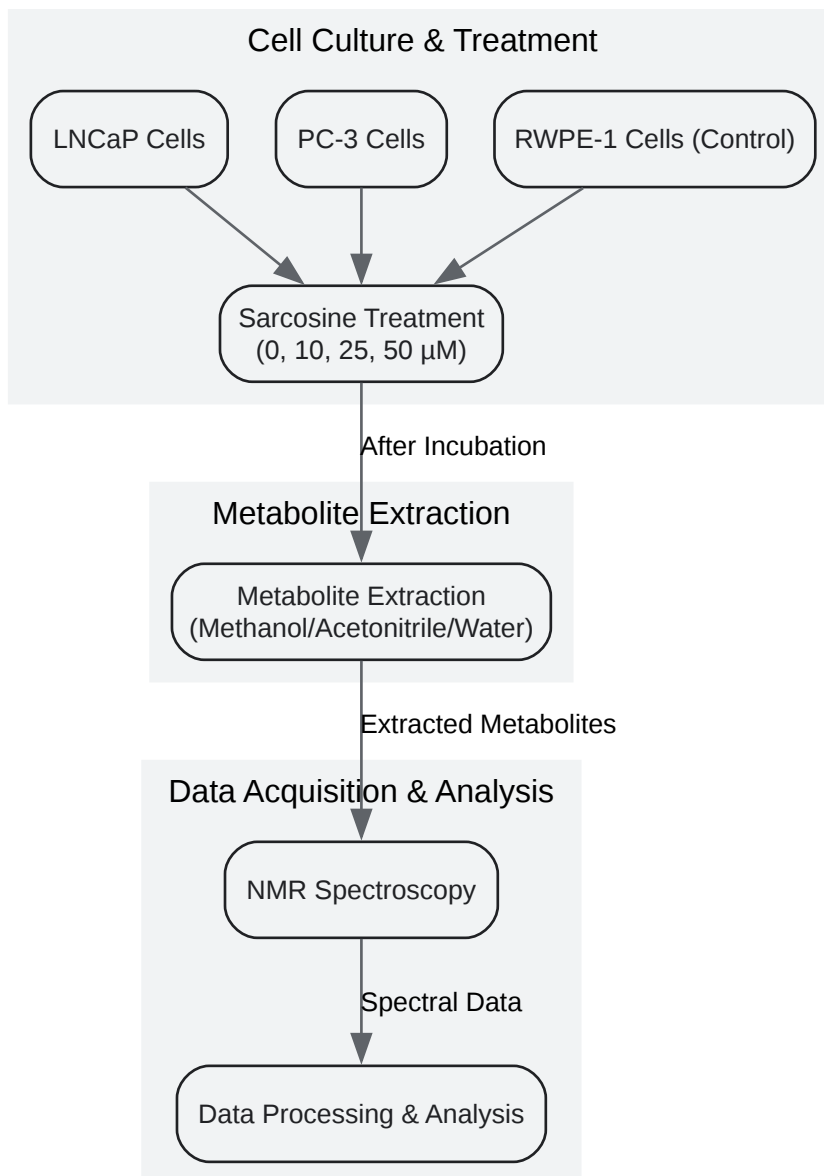 Cell Culture & Treatment
LNCaP Cells
PC-3 Cells
RWPE-1 Cells (Control)
Sarcosine Treatment
(0, 10, 25, 50 µM)
After Incubation
Metabolite Extraction
Metabolite Extraction
(Methanol/Acetonitrile/Water)
Extracted Metabolites
Data Acquisition & Analysis
NMR Spectroscopy
Spectral Data
Data Processing & Analysis